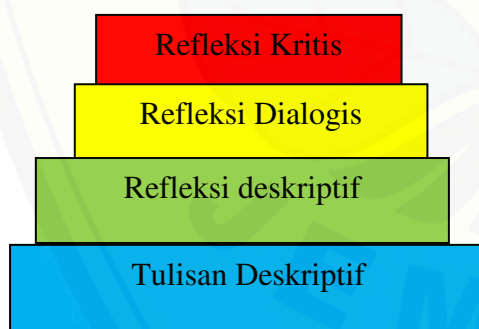 Refleksi Kritis
Refleksi Dialogis
Refleksi deskriptif
Tulisan Deskriptif